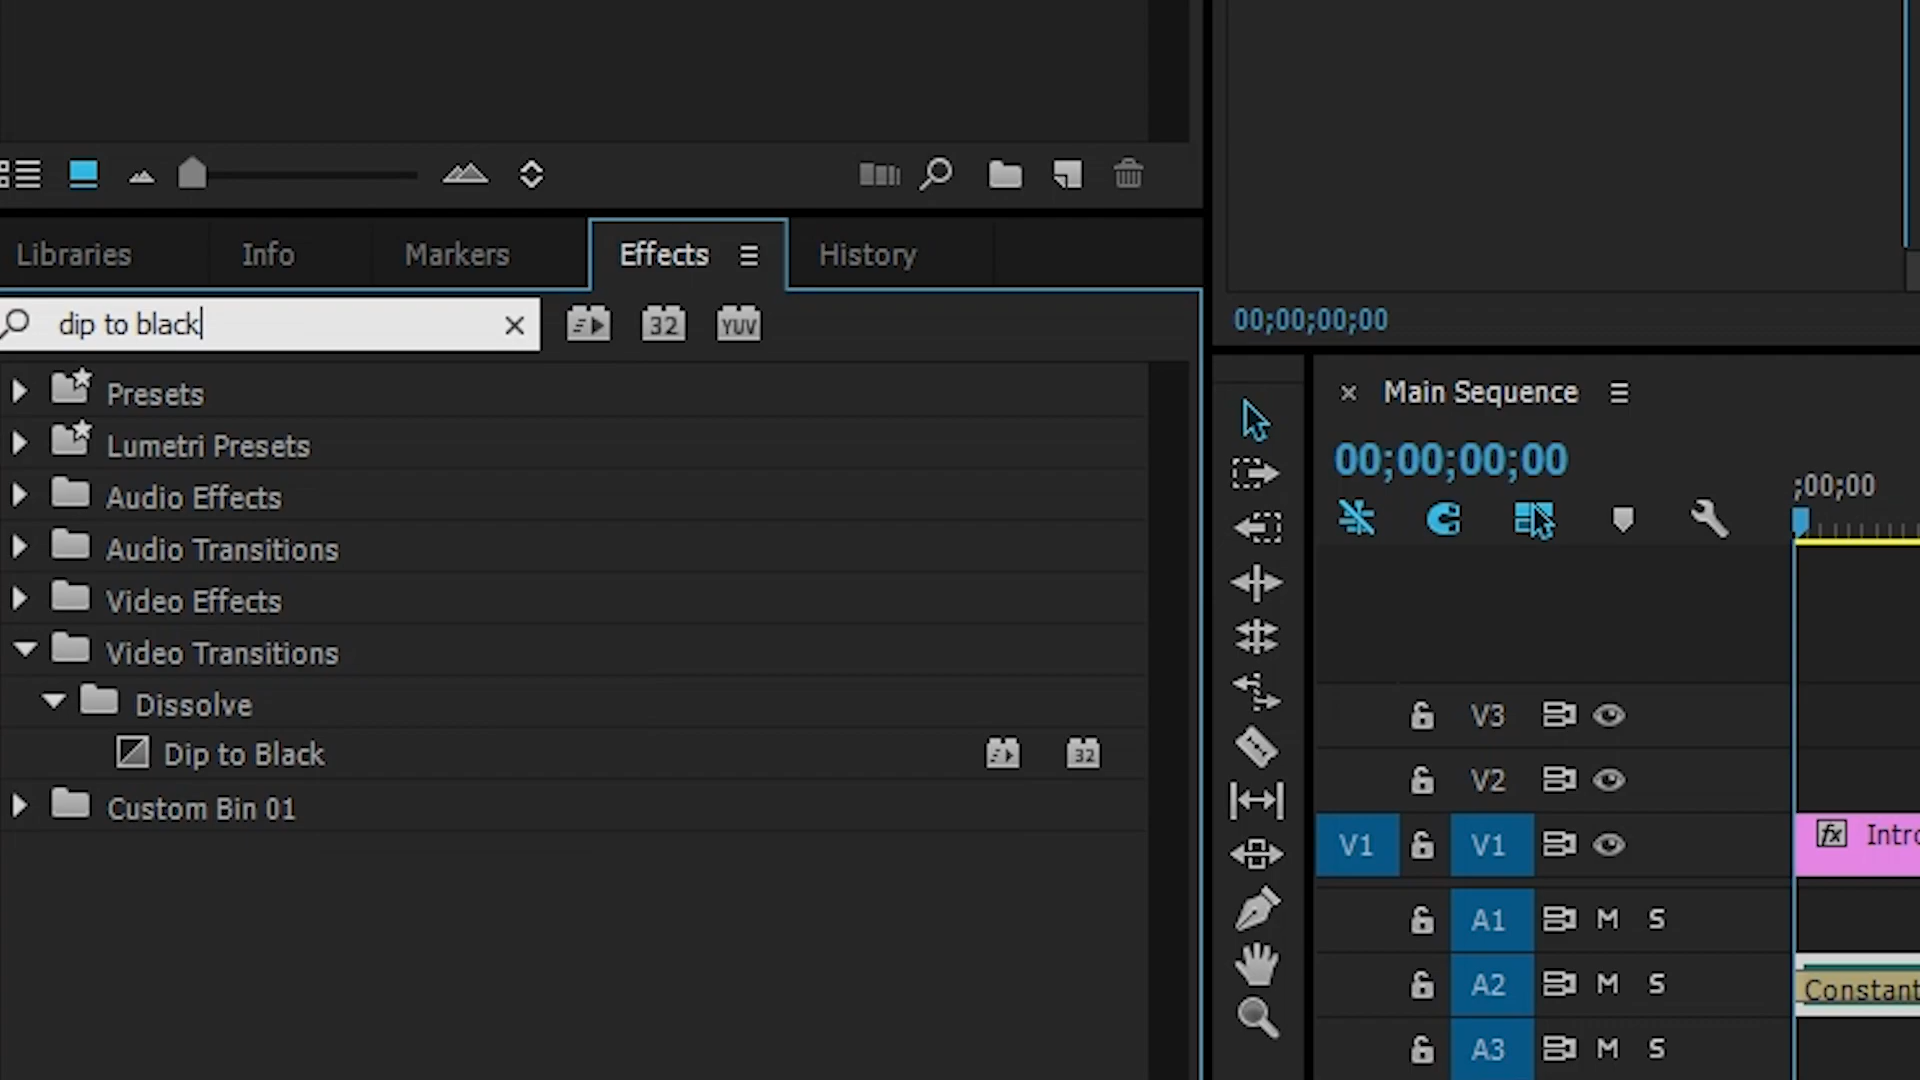 Libraries
Info
Markers
Effects
History
dip to black
32
YUV
Presets
Lumetri Presets
Audio Effects
Audio Transitions
Video Effects
Video Transitions
Dissolve
Dip to Black
32
Custom Bin 01
00;00;00;00
Main Sequence
00;00;00;00
;00;00
V3
V2
V1 V1
fx Intro
A1 M S
A2 M S
Constant
A3 M S